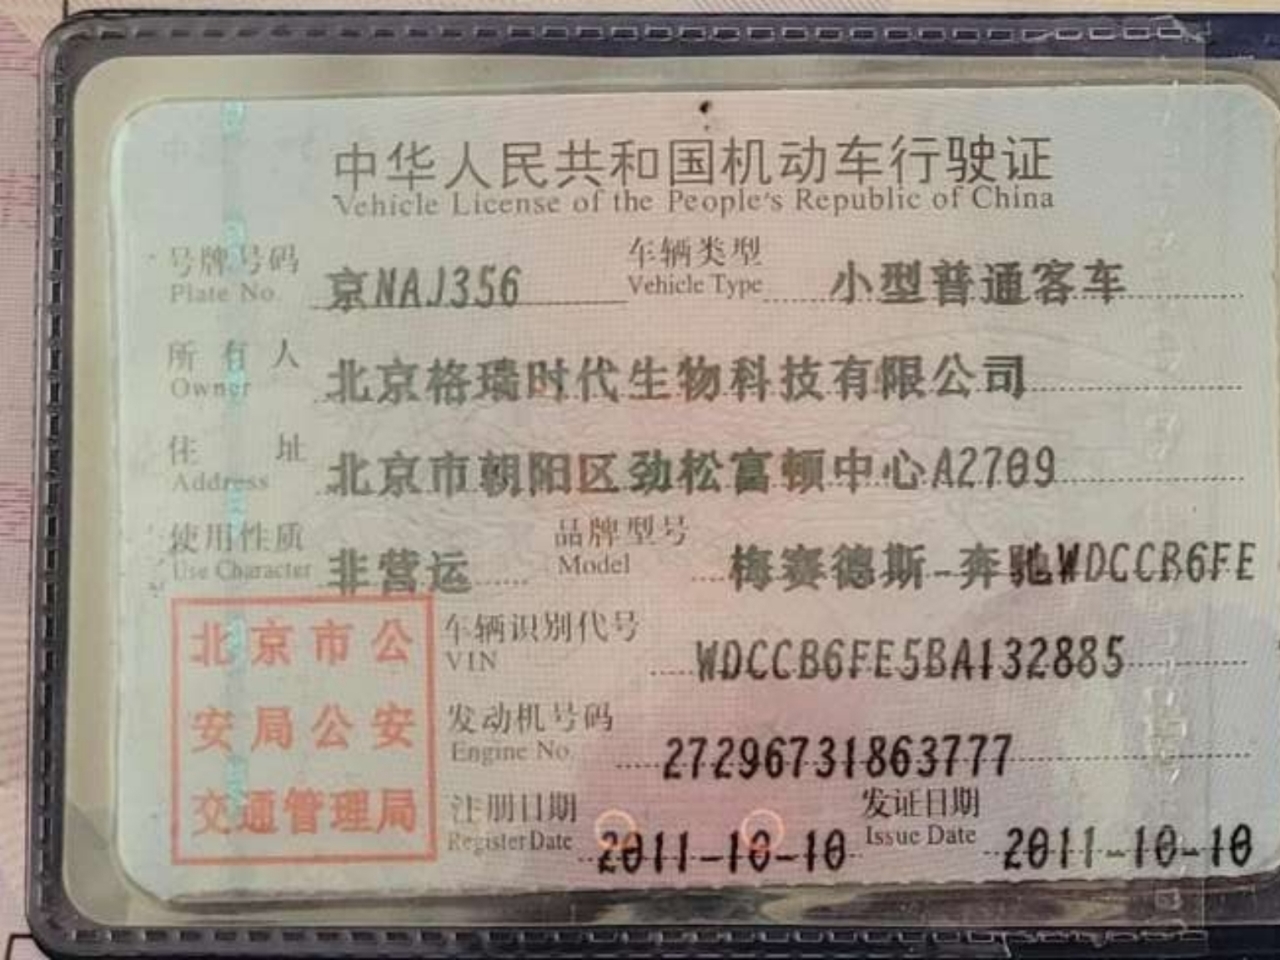 中华人民共和国机动车行驶证
Vehicle License of the People's Republic of China
号牌号码 京NAJ356 车辆类型 小型普通客车
Plate No. Vehicle Type
所有人 北京格瑞时代生物科技有限公司
Owner
住址 北京市朝阳区劲松富顿中心A2709
Address
使用性质 非营运 品牌型号 梅赛德斯-奔驰WDCCB6FE
Use Character Model
北京市公
安局公安
交通管理局
车辆识别代号 WDCCB6FE5BA132885
VIN
发动机号码 27296731863777
Engine No.
注册日期 2011-10-10 发证日期 2011-10-10
Register Date Issue Date